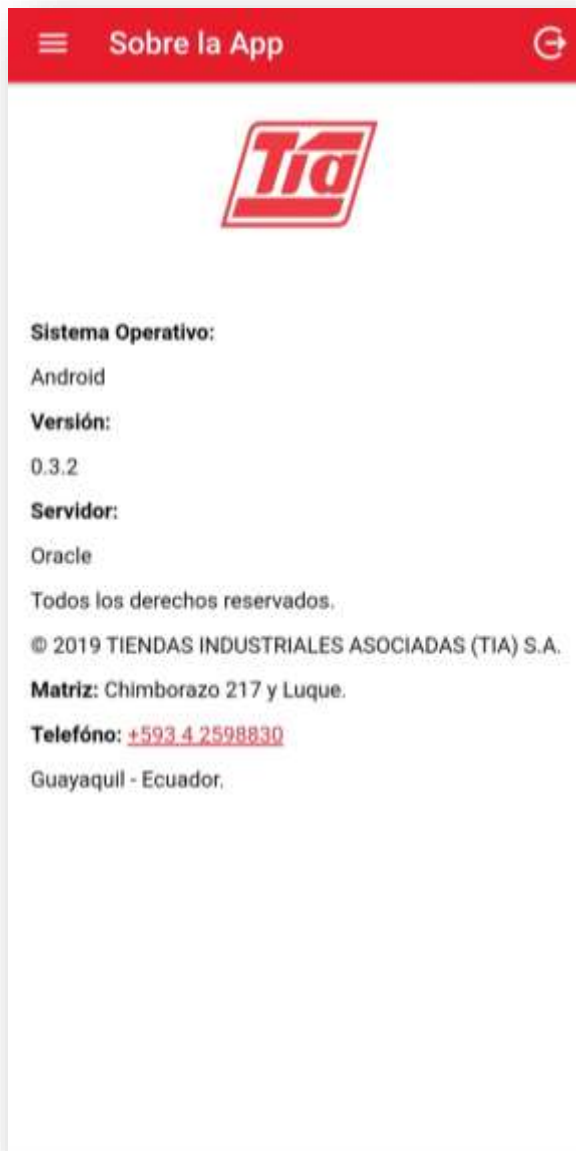 Sobre la App
Tía
Sistema Operativo:
Android
Versión:
0.3.2
Servidor:
Oracle
Todos los derechos reservados.
© 2019 TIENDAS INDUSTRIALES ASOCIADAS (TIA) S.A.
Matriz: Chimborazo 217 y Luque.
Telefóno: +593 4 2598830
Guayaquil - Ecuador.